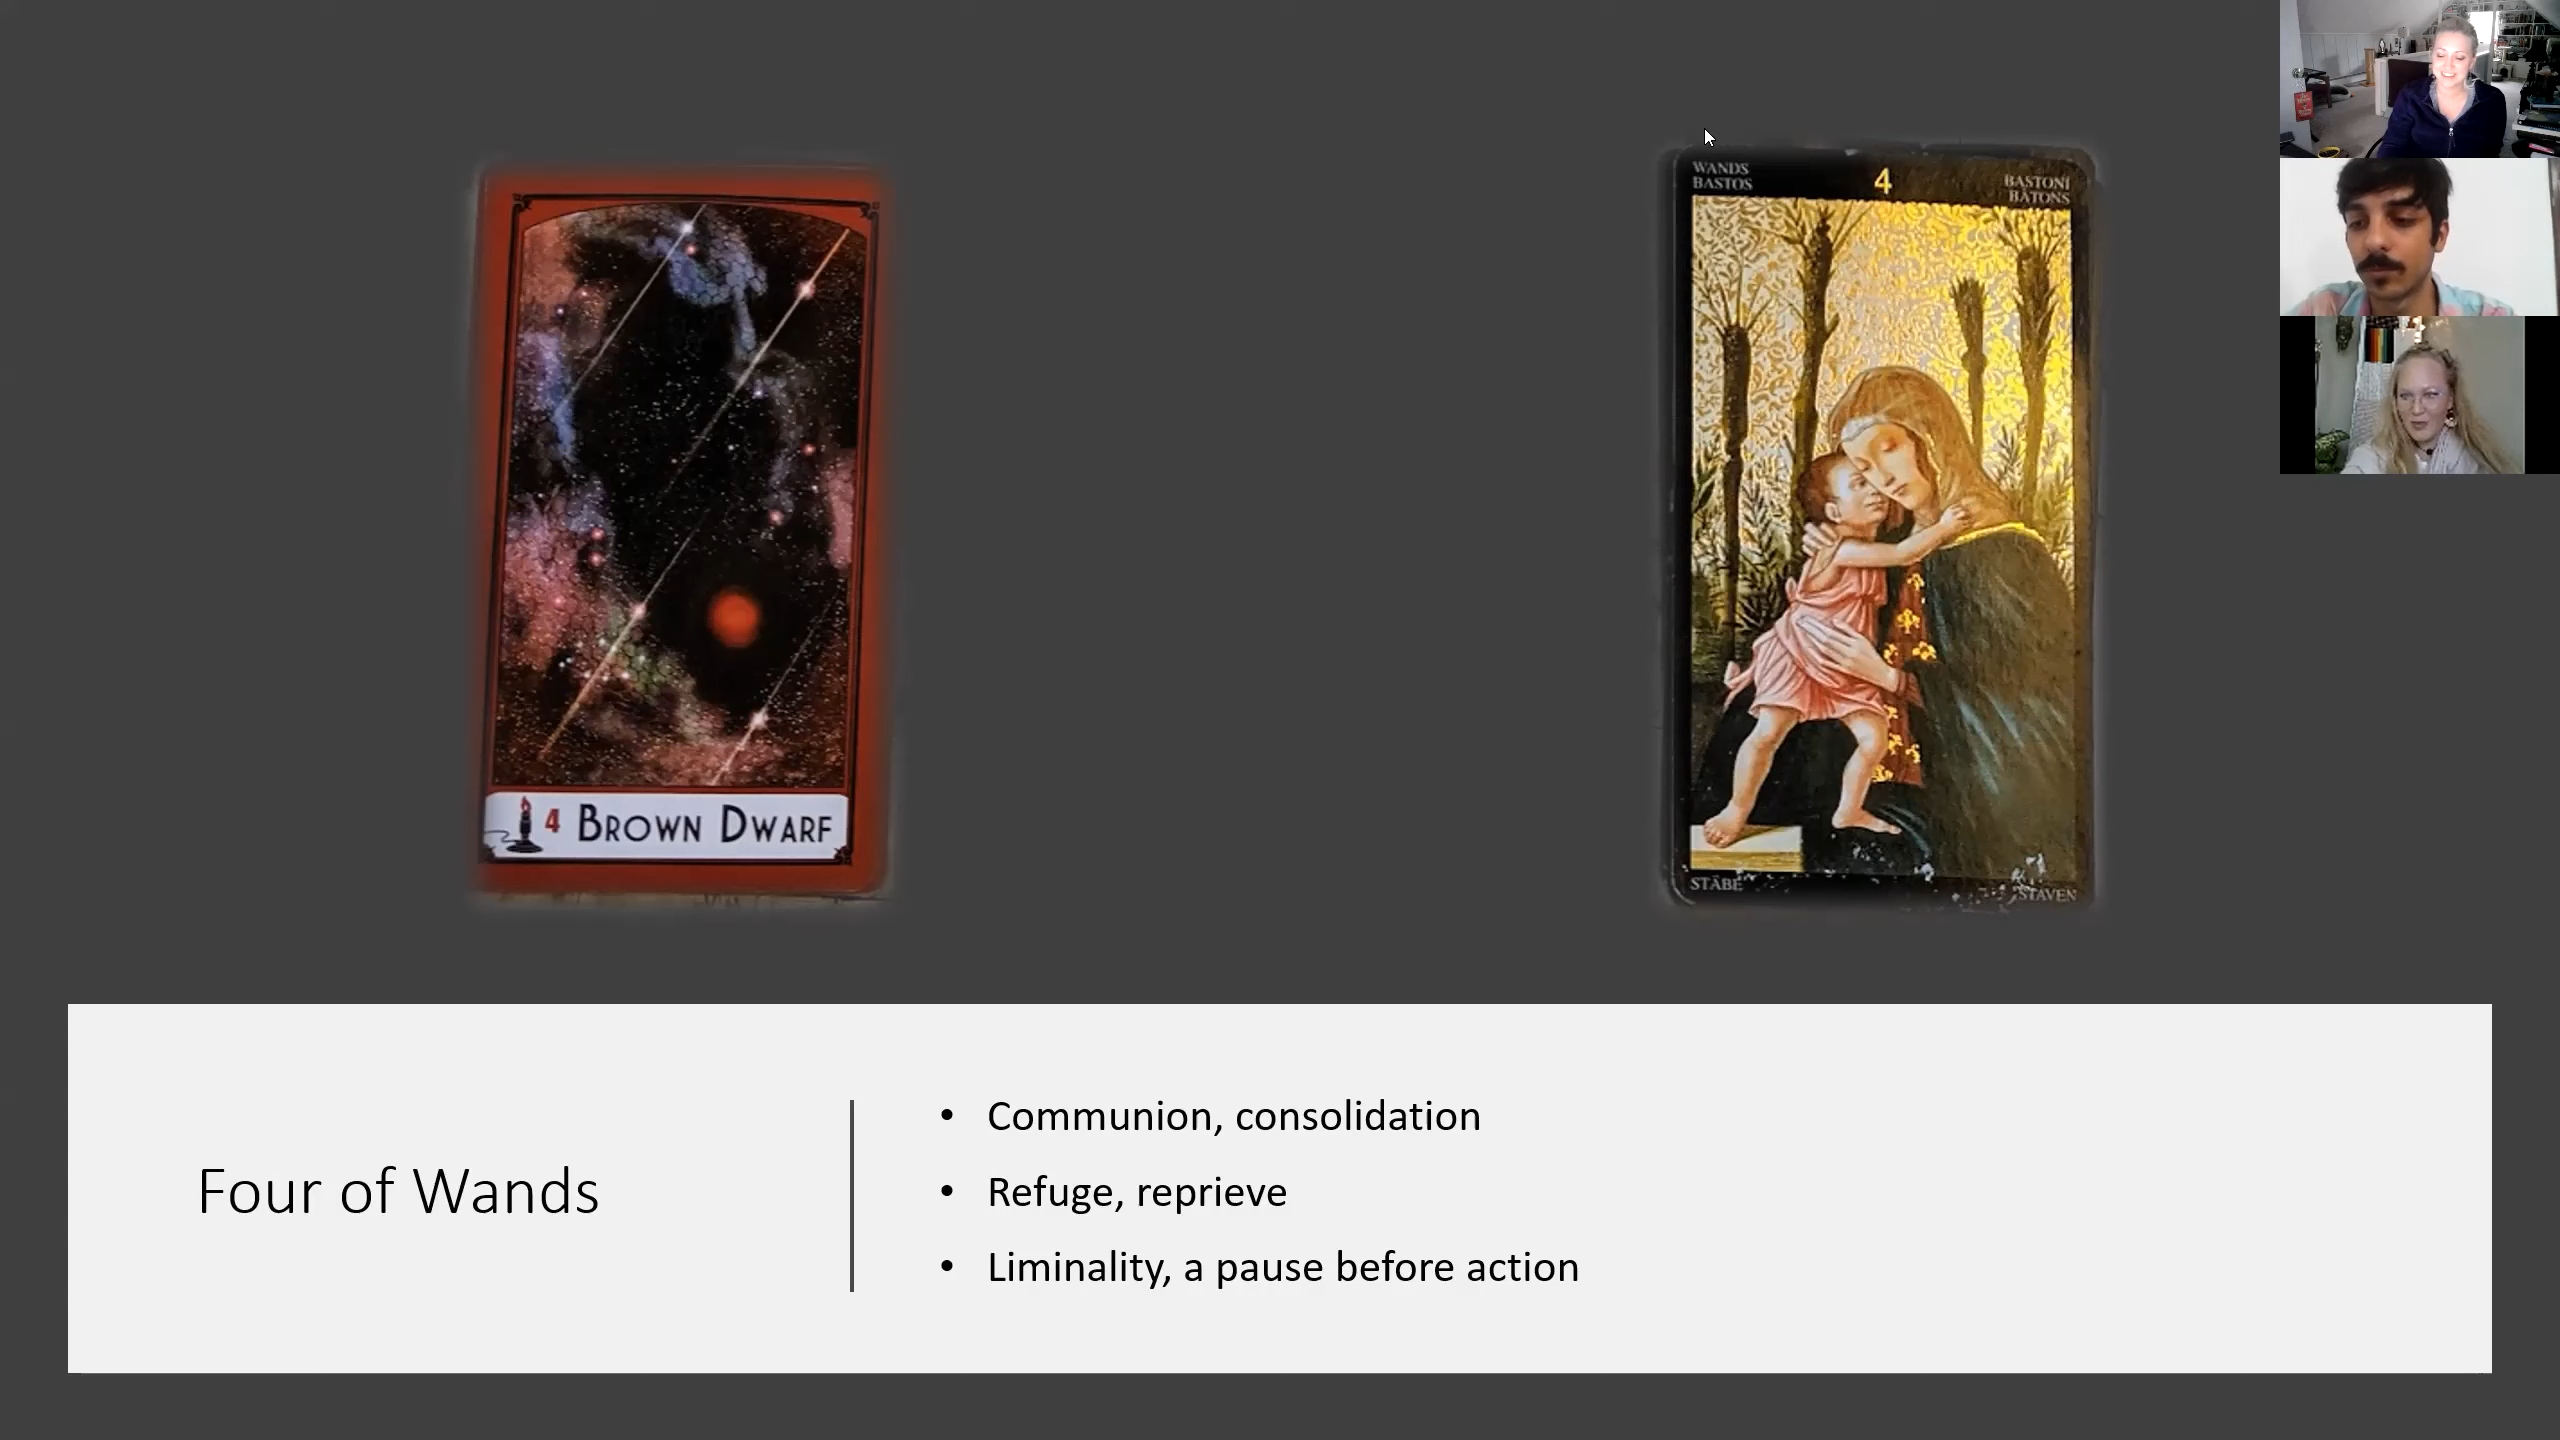 4 BROWN DWARF
WANDS
BASTOS
4
BASTONI
BÂTONS
STÄBE
STAVEN
Four of Wands
• Communion, consolidation
• Refuge, reprieve
• Liminality, a pause before action